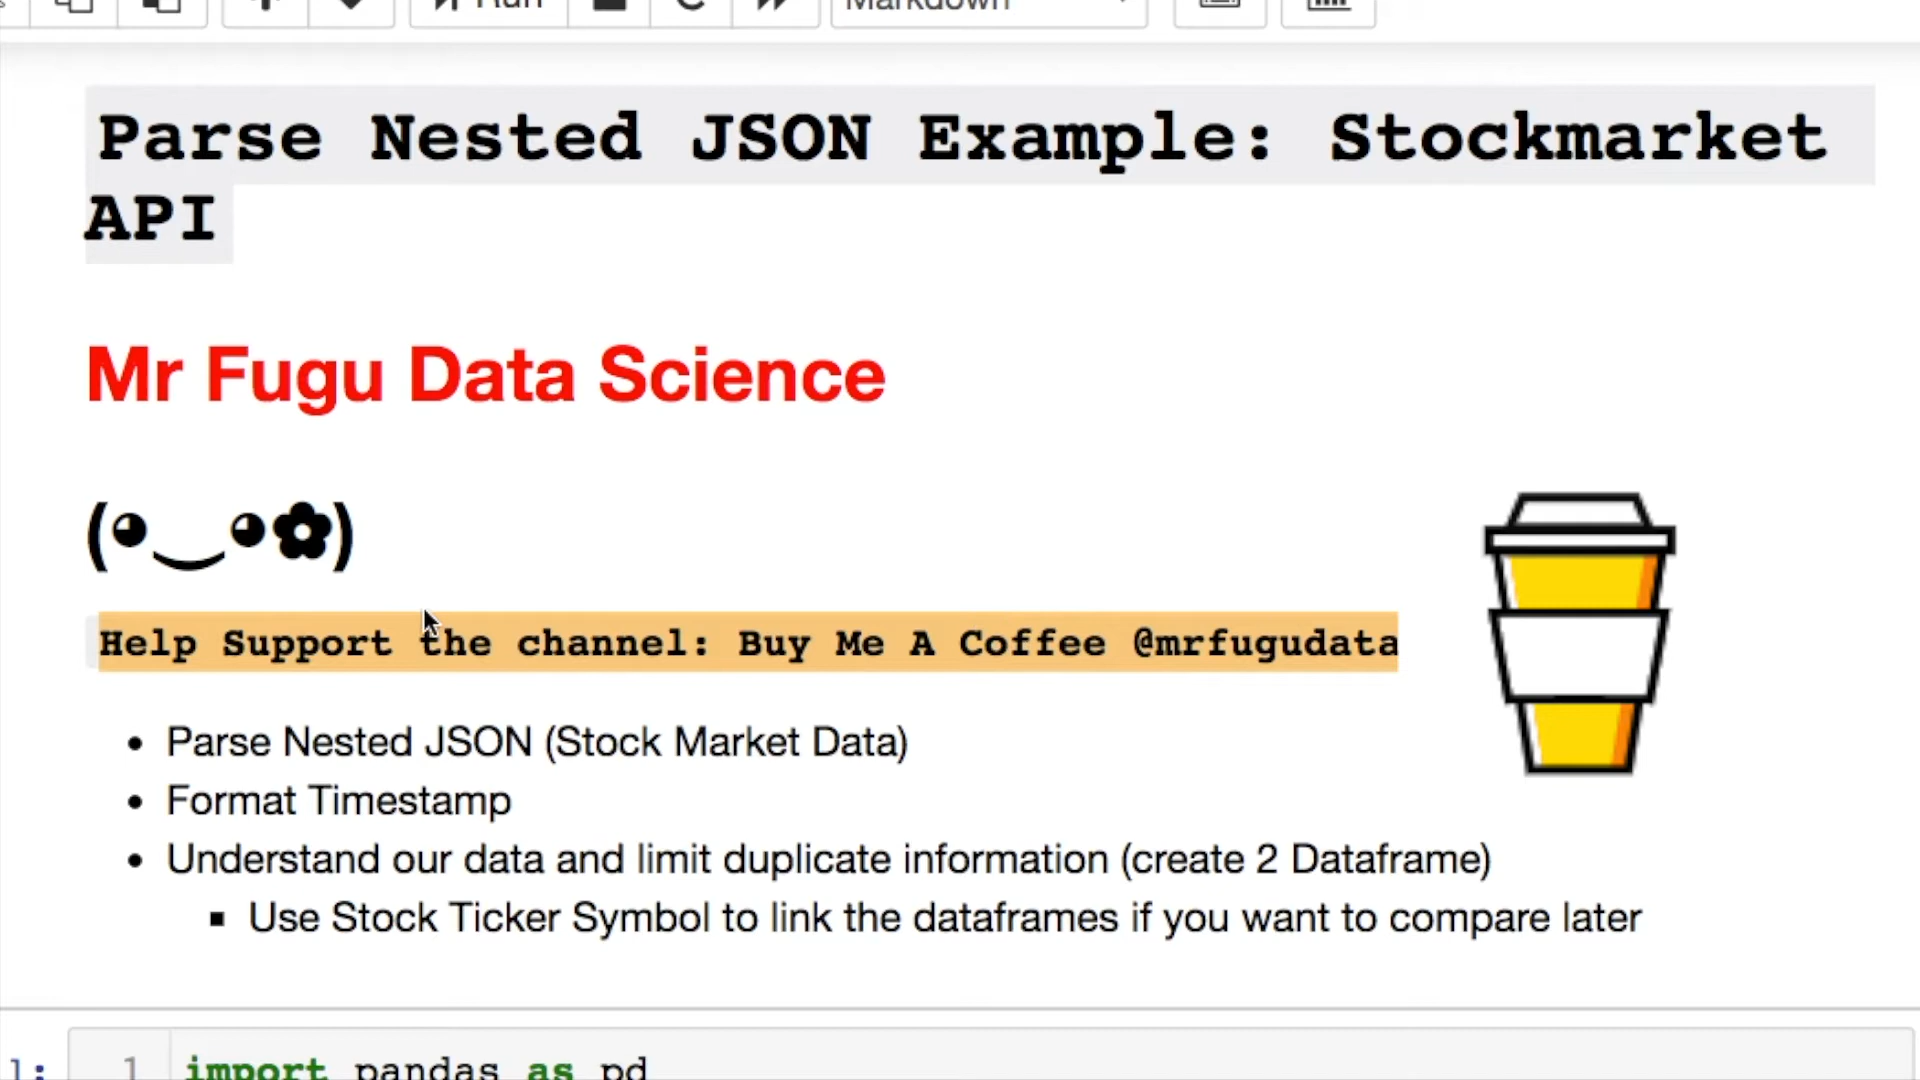 Run Markdown
Parse Nested JSON Example: Stockmarket
API
Mr Fugu Data Science
(◕‿◕✿)
Help Support the channel: Buy Me A Coffee @mrfugudata
• Parse Nested JSON (Stock Market Data)
• Format Timestamp
• Understand our data and limit duplicate information (create 2 Dataframe)
▪ Use Stock Ticker Symbol to link the dataframes if you want to compare later
]: 1 import pandas as pd